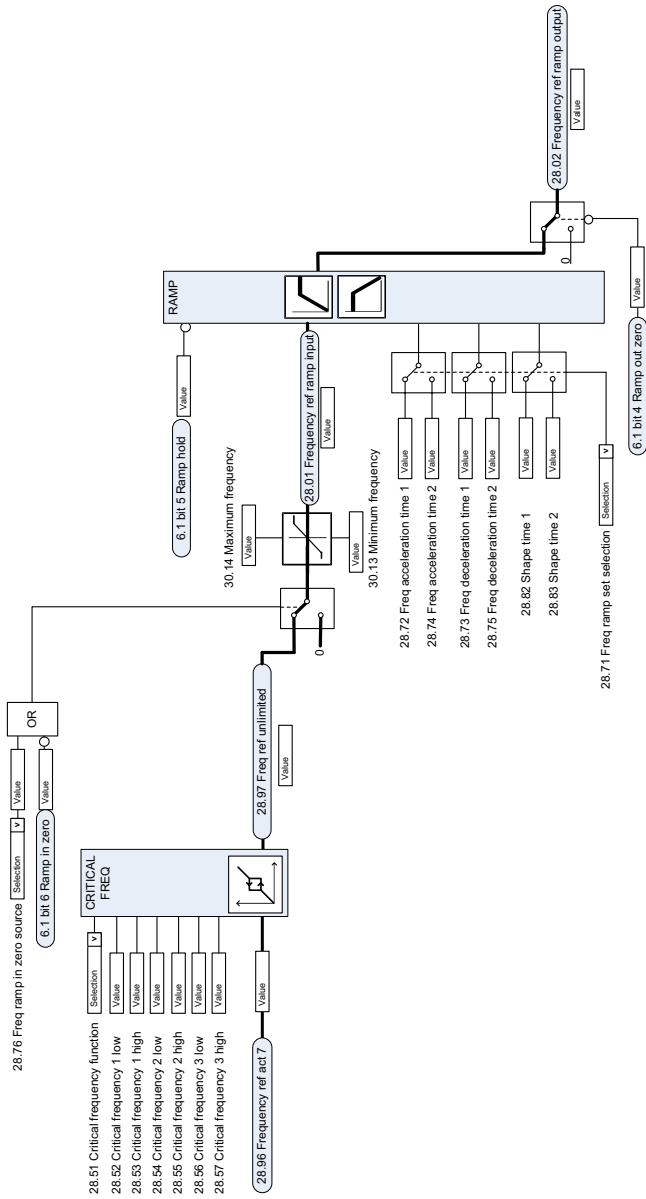 28.76 Freq ramp in zero source
Selection
v
Value
6.1 bit 6 Ramp in zero
Value
OR
28.51 Critical frequency function
Selection
v
28.52 Critical frequency 1 low
Value
28.53 Critical frequency 1 high
Value
28.54 Critical frequency 2 low
Value
28.55 Critical frequency 2 high
Value
28.56 Critical frequency 3 low
Value
28.57 Critical frequency 3 high
Value
CRITICAL
FREQ
28.96 Frequency ref act 7
Value
28.97 Freq ref unlimited
Value
0
30.14 Maximum frequency
Value
Value
30.13 Minimum frequency
6.1 bit 5 Ramp hold
Value
28.01 Frequency ref ramp input
Value
RAMP
28.72 Freq acceleration time 1
Value
28.74 Freq acceleration time 2
Value
28.73 Freq deceleration time 1
Value
28.75 Freq deceleration time 2
Value
28.82 Shape time 1
Value
28.83 Shape time 2
Value
28.71 Freq ramp set selection
Selection
v
0
6.1 bit 4 Ramp out zero
Value
28.02 Frequency ref ramp output
Value